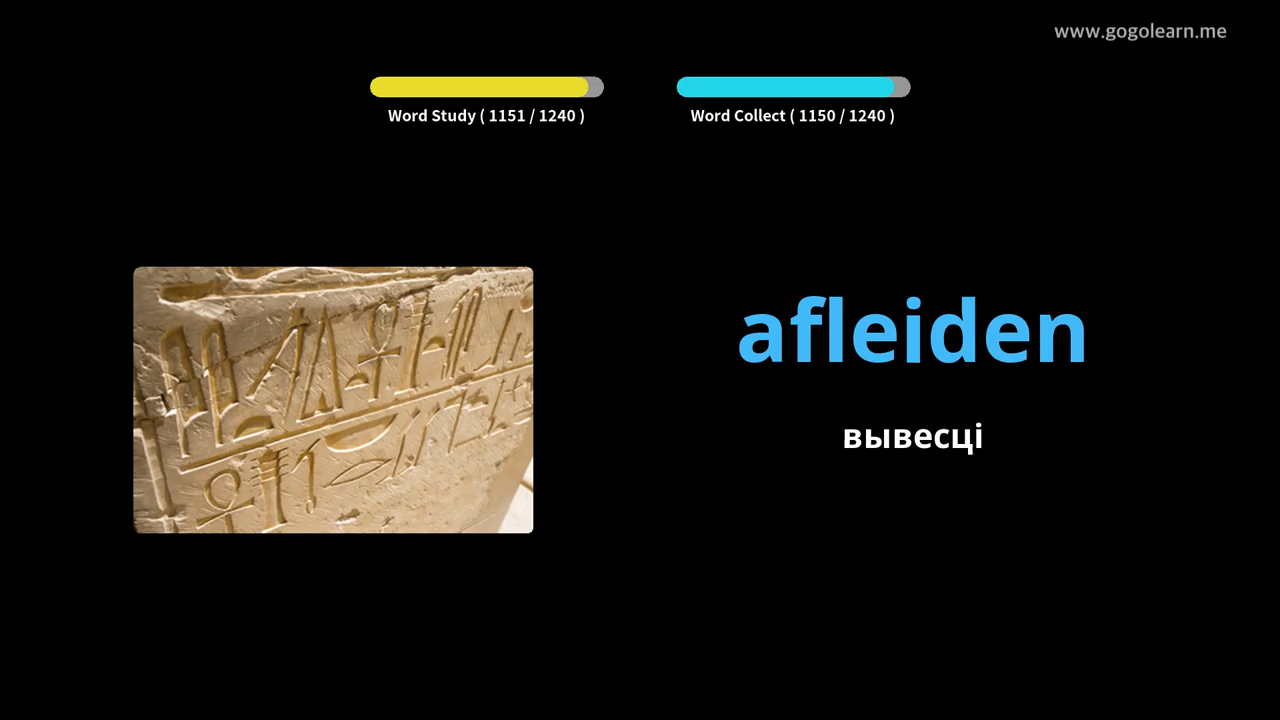 www.gogolearn.me
Word Study ( 1151 / 1240 )
Word Collect ( 1150 / 1240 )
afleiden
вывесці